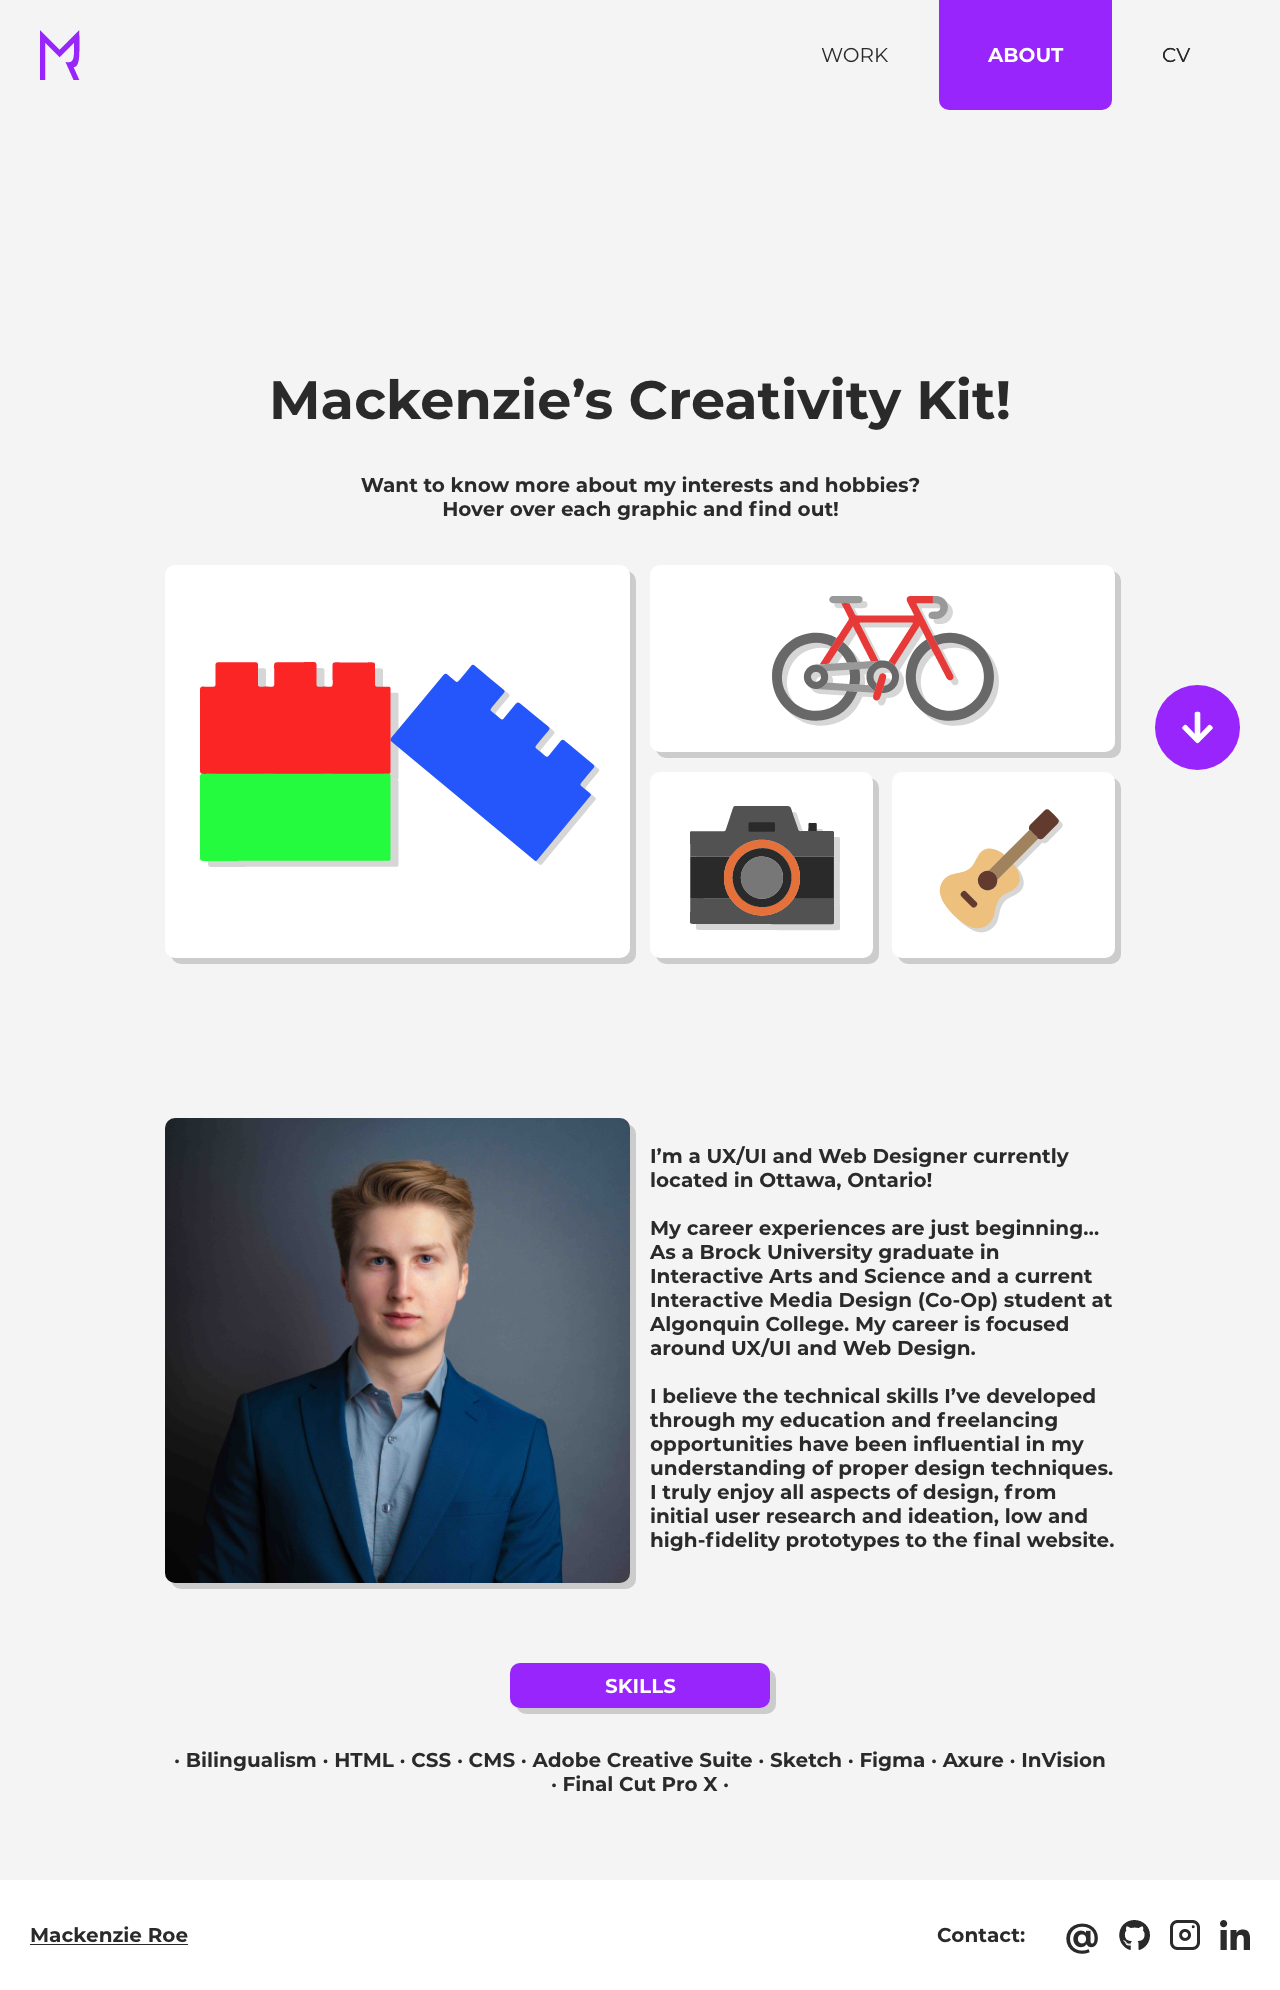 MR
WORK
ABOUT
CV
Mackenzie’s Creativity Kit!
Want to know more about my interests and hobbies?
Hover over each graphic and find out!
I’m a UX/UI and Web Designer currently
located in Ottawa, Ontario!
My career experiences are just beginning...
As a Brock University graduate in
Interactive Arts and Science and a current
Interactive Media Design (Co-Op) student at
Algonquin College. My career is focused
around UX/UI and Web Design.
I believe the technical skills I’ve developed
through my education and freelancing
opportunities have been influential in my
understanding of proper design techniques.
I truly enjoy all aspects of design, from
initial user research and ideation, low and
high-fidelity prototypes to the final website.
SKILLS
· Bilingualism · HTML · CSS · CMS · Adobe Creative Suite · Sketch · Figma · Axure · InVision
· Final Cut Pro X ·
Mackenzie Roe
Contact:
@
in